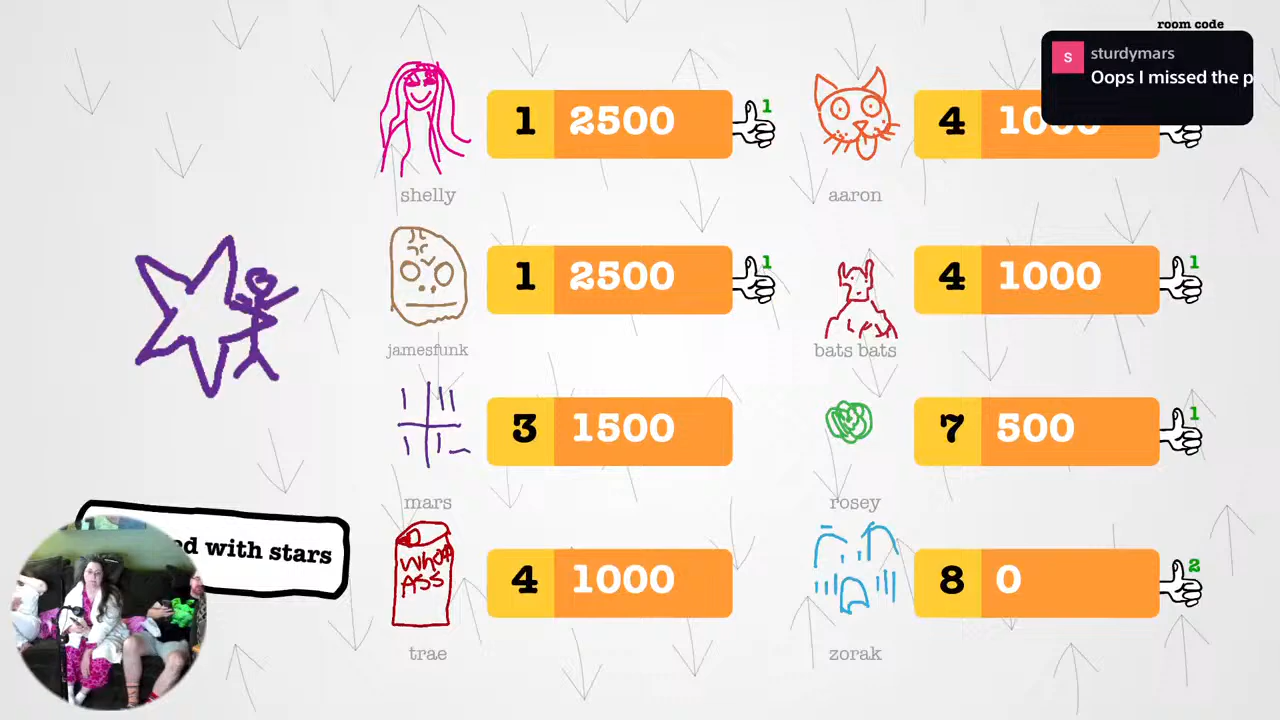 room code
s
sturdymars
Oops I missed the p
1 2500 1
shelly
4
aaron
1 2500 1
jamesfunk
4 1000 1
bats bats
3 1500
mars
7 500 1
rosey
with stars
WHOP
ASS
4 1000
trae
8 0 2
zorak